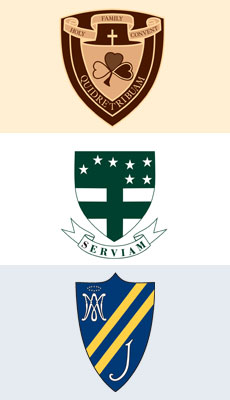 FAMILY
HOLY CONVENT
QUID RETRIBUAM
SERVIAM
J